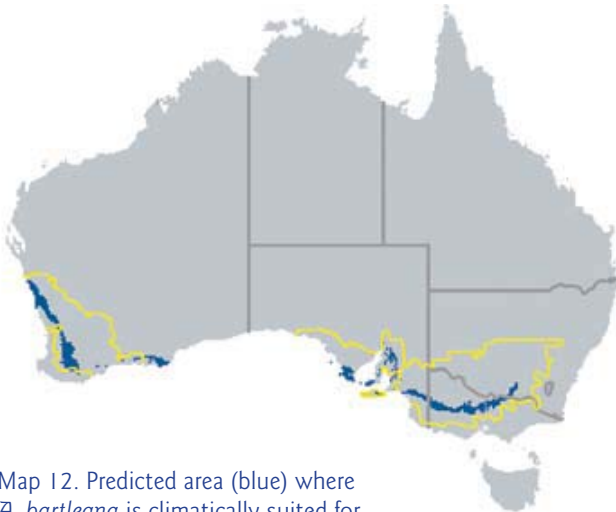 Map 12. Predicted area (blue) where
A. bartleana is climatically suited for